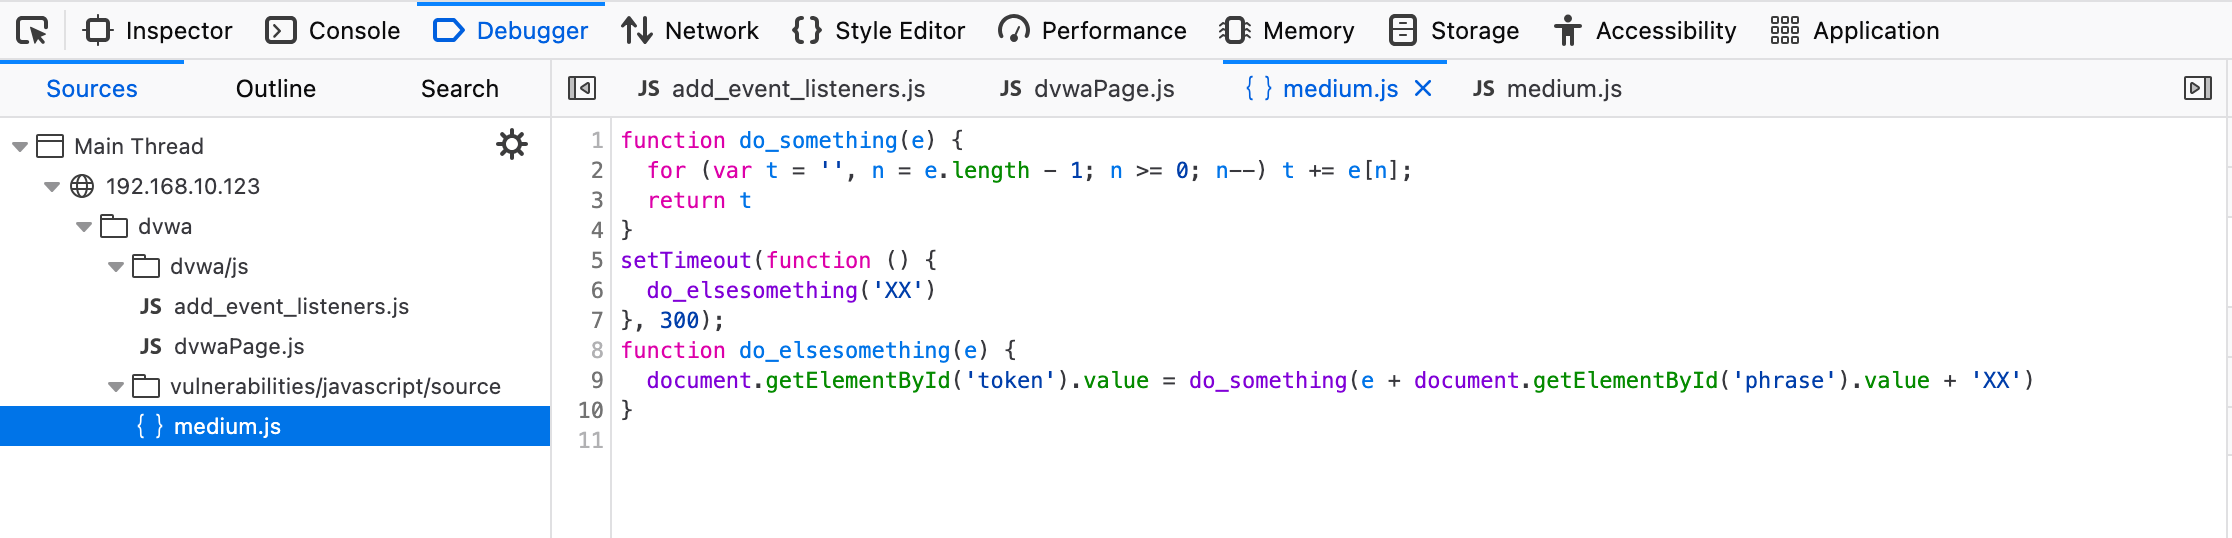 Inspector Console Debugger Network Style Editor Performance Memory Storage Accessibility Application
Sources Outline Search
JS add_event_listeners.js JS dvwaPage.js { } medium.js JS medium.js
Main Thread
192.168.10.123
dvwa
dvwa/js
JS add_event_listeners.js
JS dvwaPage.js
vulnerabilities/javascript/source
{ } medium.js
1 function do_something(e) {
2   for (var t = '', n = e.length - 1; n >= 0; n--) t += e[n];
3   return t
4 }
5 setTimeout(function () {
6   do_elsesomething('XX')
7 }, 300);
8 function do_elsesomething(e) {
9   document.getElementById('token').value = do_something(e + document.getElementById('phrase').value + 'XX')
10 }
11